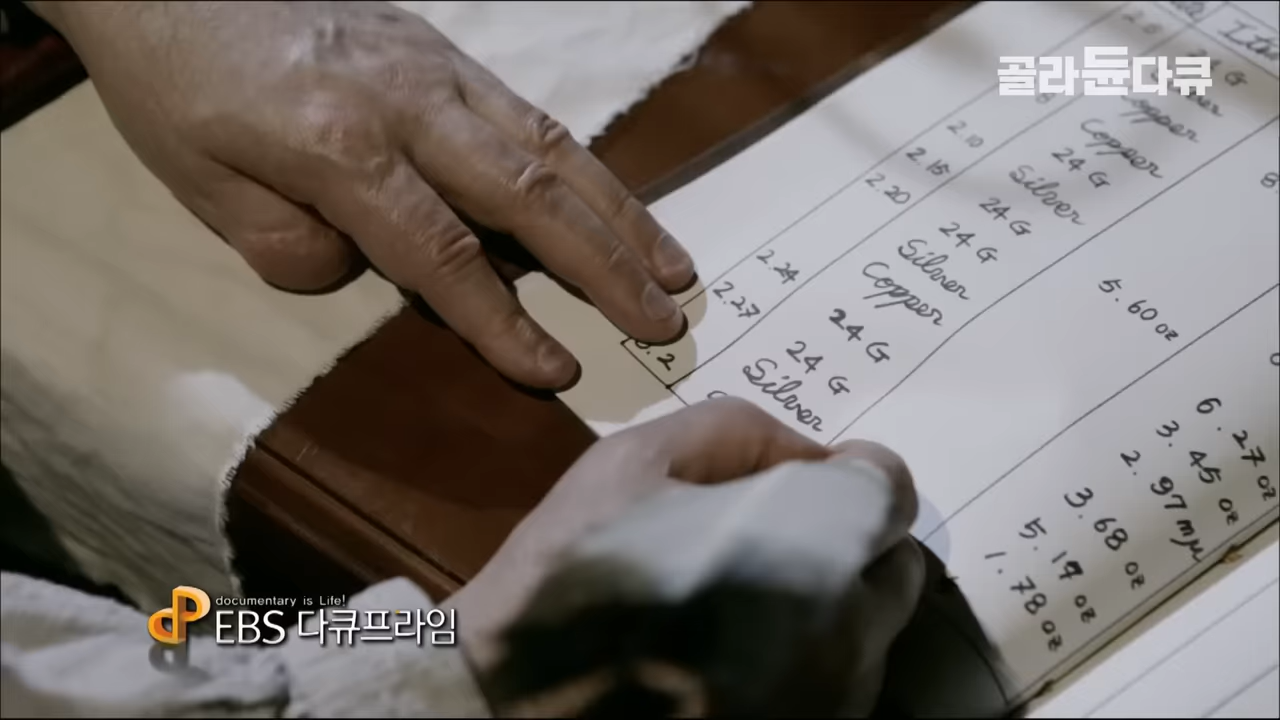 골라듄다큐
24 G
Copper
2.10
Copper
2.15
24 G
2.20
Silver
24 G
2.24
24 G
2.27
Silver
Copper
24 G
24 G
Silver
5.60 oz
6.27 oz
3.45 oz
2.97
3.68 oz
5.19 oz
1.78 oz
documentary is Life!
EBS 다큐프라임